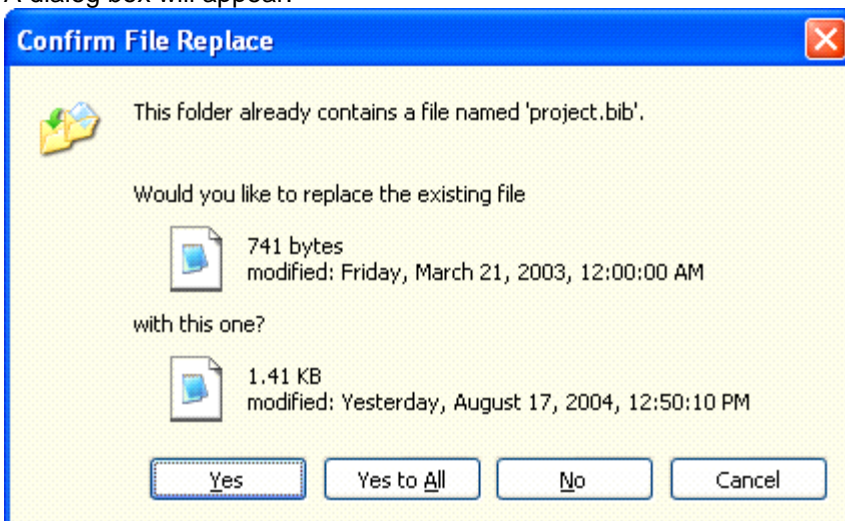 A dialog box will appear:
Confirm File Replace
This folder already contains a file named 'project.bib'.
Would you like to replace the existing file
741 bytes
modified: Friday, March 21, 2003, 12:00:00 AM
with this one?
1.41 KB
modified: Yesterday, August 17, 2004, 12:50:10 PM
Yes Yes to All No Cancel